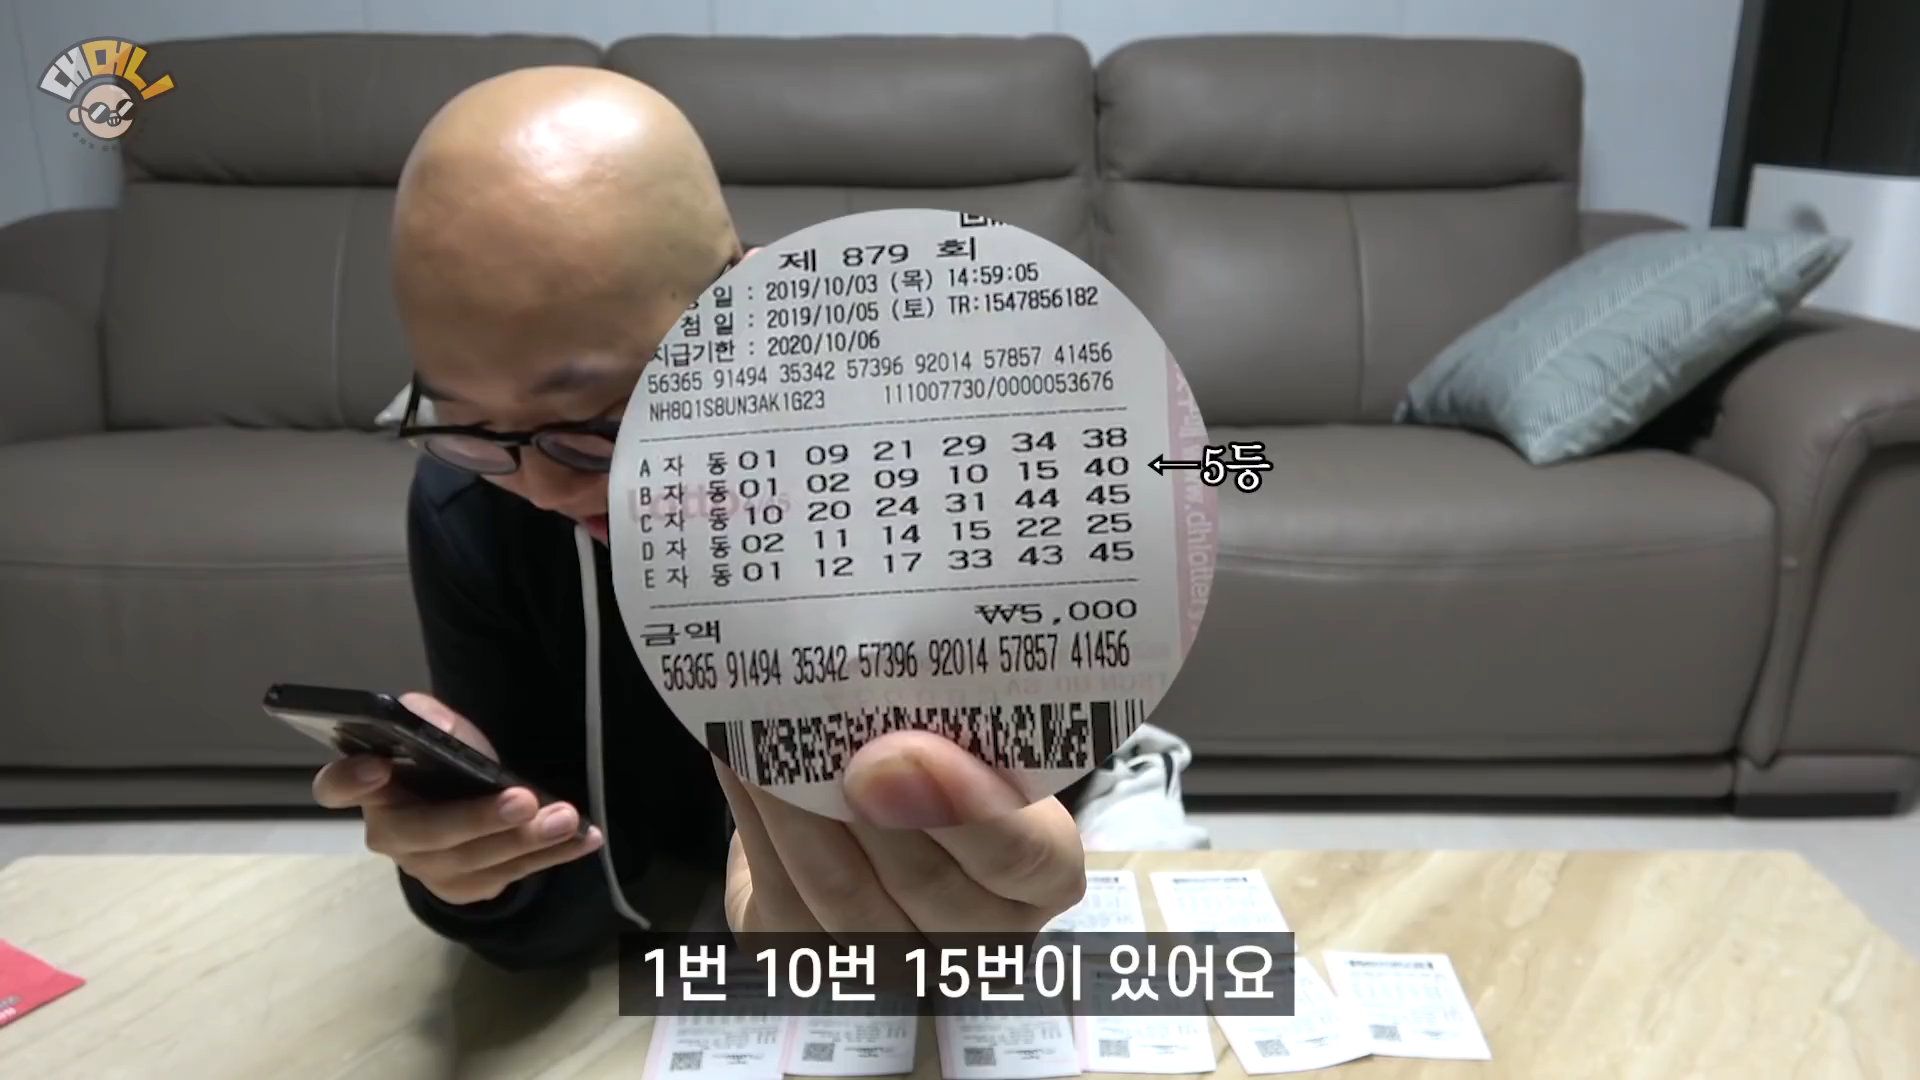 CHCHLI
제 879 회
일 : 2019/10/03 (목) 14:59:05
첨 일 : 2019/10/05 (토) TR:1547856182
지급기한 : 2020/10/06
56365 91494 35342 57396 92014 57857 41456
NH8Q1S8UN3AK1G23 111007730/0000053676
A 자 동 01 09 21 29 34 38
B 자 동 01 02 09 10 15 40
←5등
C 자 동 10 20 24 31 44 45
D 자 동 02 11 14 15 22 25
E 자 동 01 12 17 33 43 45
금액 ₩5,000
56365 91494 35342 57396 92014 57857 41456
1번 10번 15번이 있어요